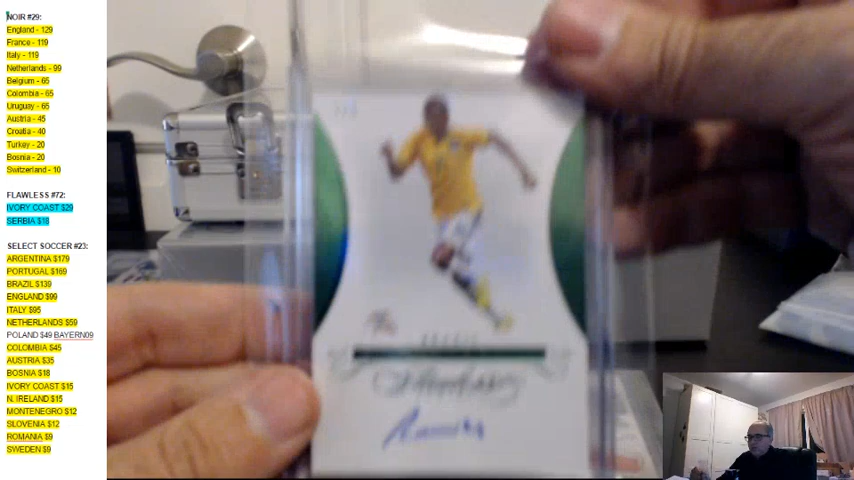 NOIR #29:
England - 129
France - 119
Italy - 119
Netherlands - 99
Belgium - 65
Colombia - 65
Uruguay - 65
Austria - 45
Croatia - 40
Turkey - 20
Bosnia - 20
Switzerland - 10
FLAWLESS #72:
IVORY COAST $29
SERBIA $18
SELECT SOCCER #23:
ARGENTINA $179
PORTUGAL $169
BRAZIL $139
ENGLAND $99
ITALY $95
NETHERLANDS $59
POLAND $49 BAYERN09
COLOMBIA $45
AUSTRIA $35
BOSNIA $18
IVORY COAST $15
N. IRELAND $15
MONTENEGRO $12
SLOVENIA $12
ROMANIA $9
SWEDEN $9
Flawless